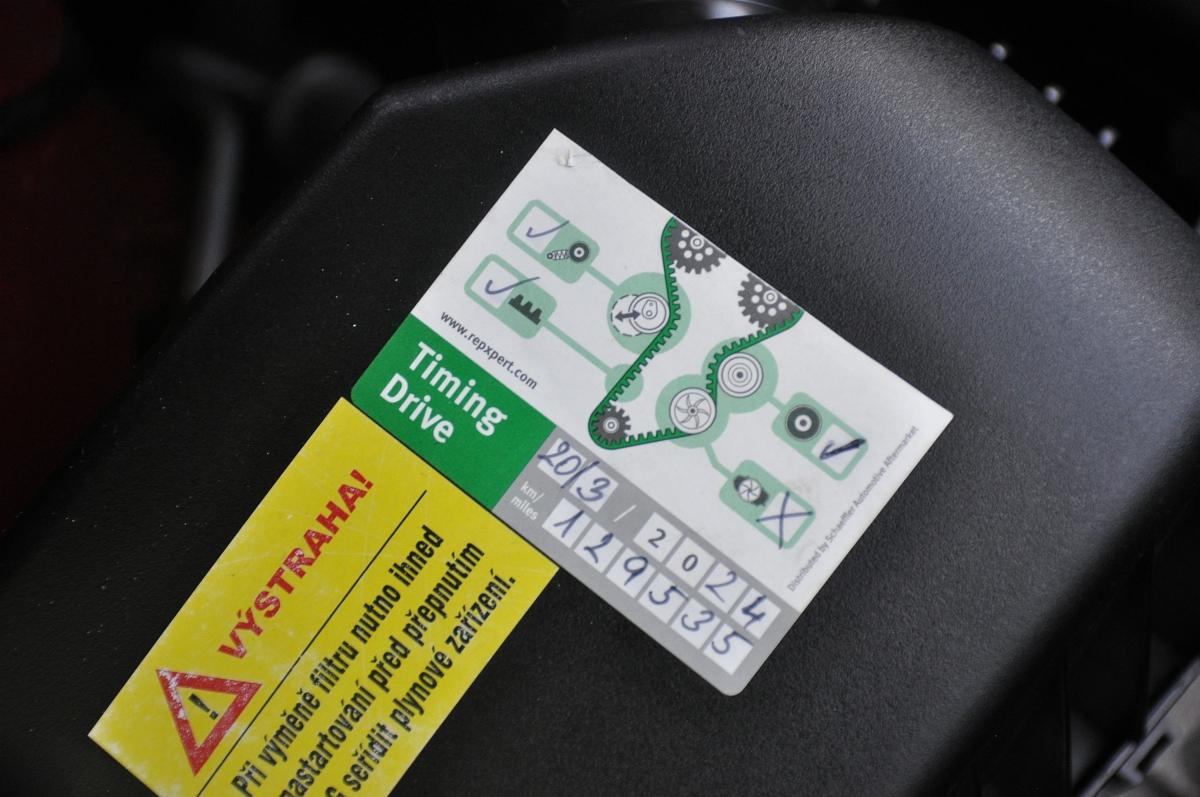 www.repxpert.com
Timing
Drive
20/3 / 2024
km/
miles
129535
Distributed by Schaeffler Automotive Aftermarket
VÝSTRAHA!
Při výměně filtru nutno ihned
nastartování před přepnutím
seřídit plynové zařízení.